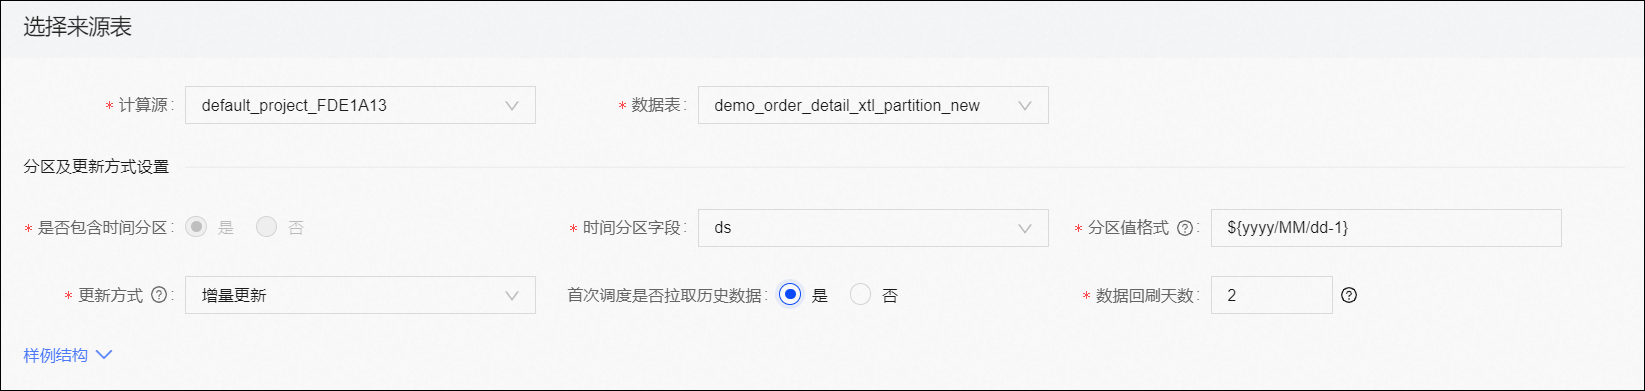 选择来源表
* 计算源: default_project_FDE1A13 * 数据表: demo_order_detail_xtl_partition_new
分区及更新方式设置
* 是否包含时间分区: 是 否 * 时间分区字段: ds * 分区值格式 ?: ${yyyy/MM/dd-1}
* 更新方式 ?: 增量更新 首次调度是否拉取历史数据: 是 否 * 数据回刷天数: 2 ?
样例结构